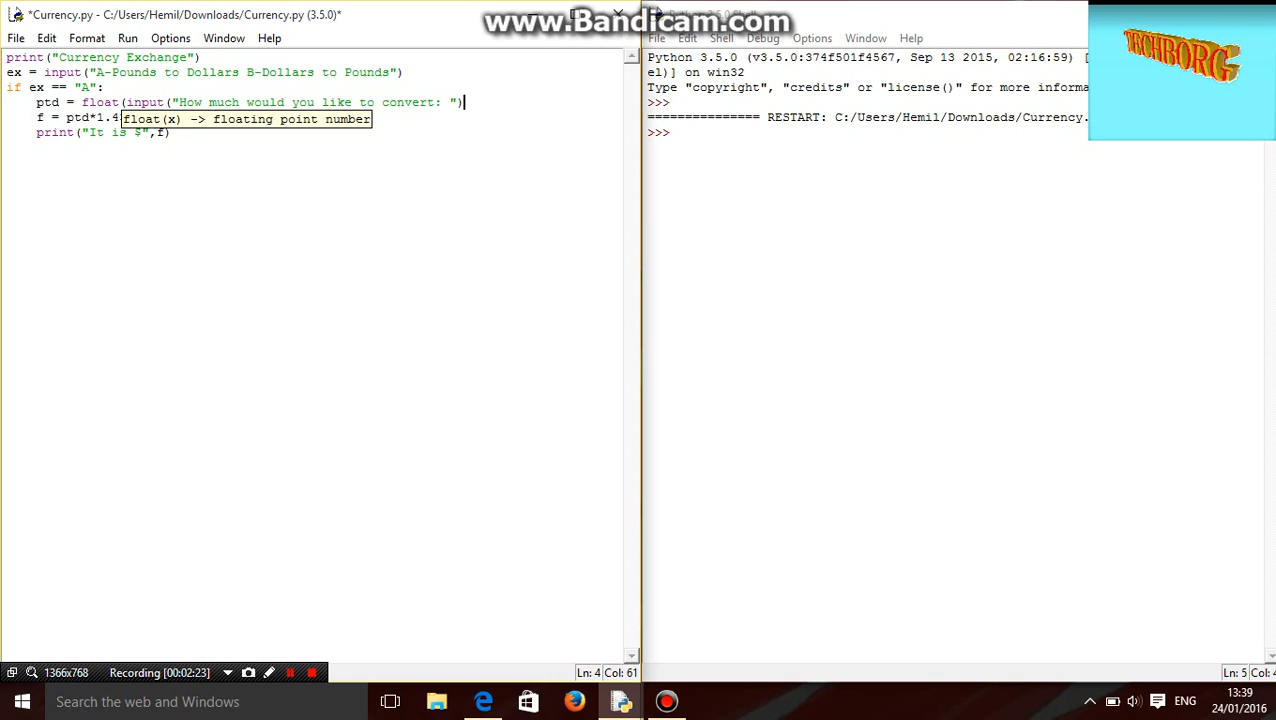 *Currency.py - C:/Users/Hemil/Downloads/Currency.py (3.5.0)*
www.Bandicam.com
File Edit Format Run Options Window Help
print("Currency Exchange")
ex = input("A-Pounds to Dollars B-Dollars to Pounds")
if ex == "A":
ptd = float(input("How much would you like to convert: ")
f = ptd*1.4
float(x) -> floating point number
print("It is $",f)
File Edit Shell Debug Options Window Help
Python 3.5.0 (v3.5.0:374f501f4567, Sep 13 2015, 02:16:59) [
el)] on win32
Type "copyright", "credits" or "license()" for more informa
>>>
=============== RESTART: C:/Users/Hemil/Downloads/Currency.
>>>
TECHBORG
1366x768 Recording [00:02:23]
Ln: 4 Col: 61
Ln: 5 Col: 4
Search the web and Windows
ENG
13:39
24/01/2016